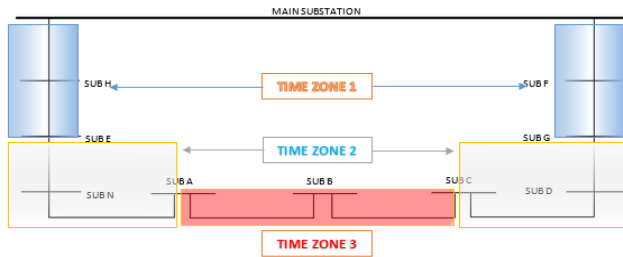 MAIN SUBSTATION
SUB H
TIME ZONE 1
SUB F
SUB E
SUB G
TIME ZONE 2
SUB A
SUB B
SUB C
SUB N
SUB D
TIME ZONE 3